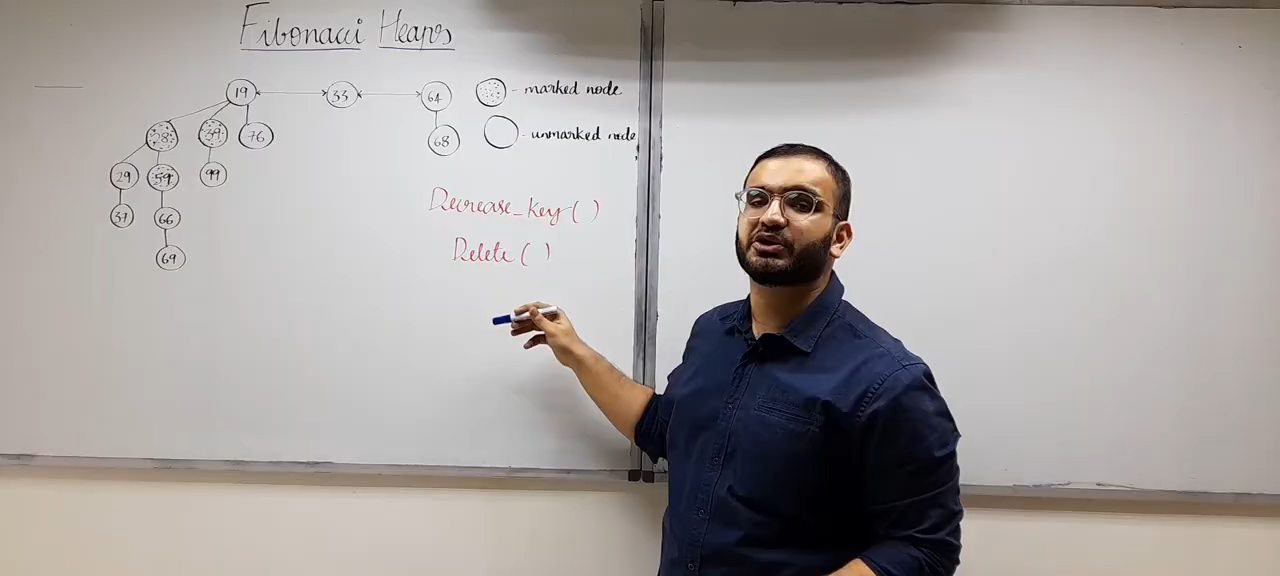 Fibonacci Heaps
19 33 64 - marked node
28 39 76 68 - unmarked node
29 59 99
37 66
69
Decrease_Key( )
Delete( )